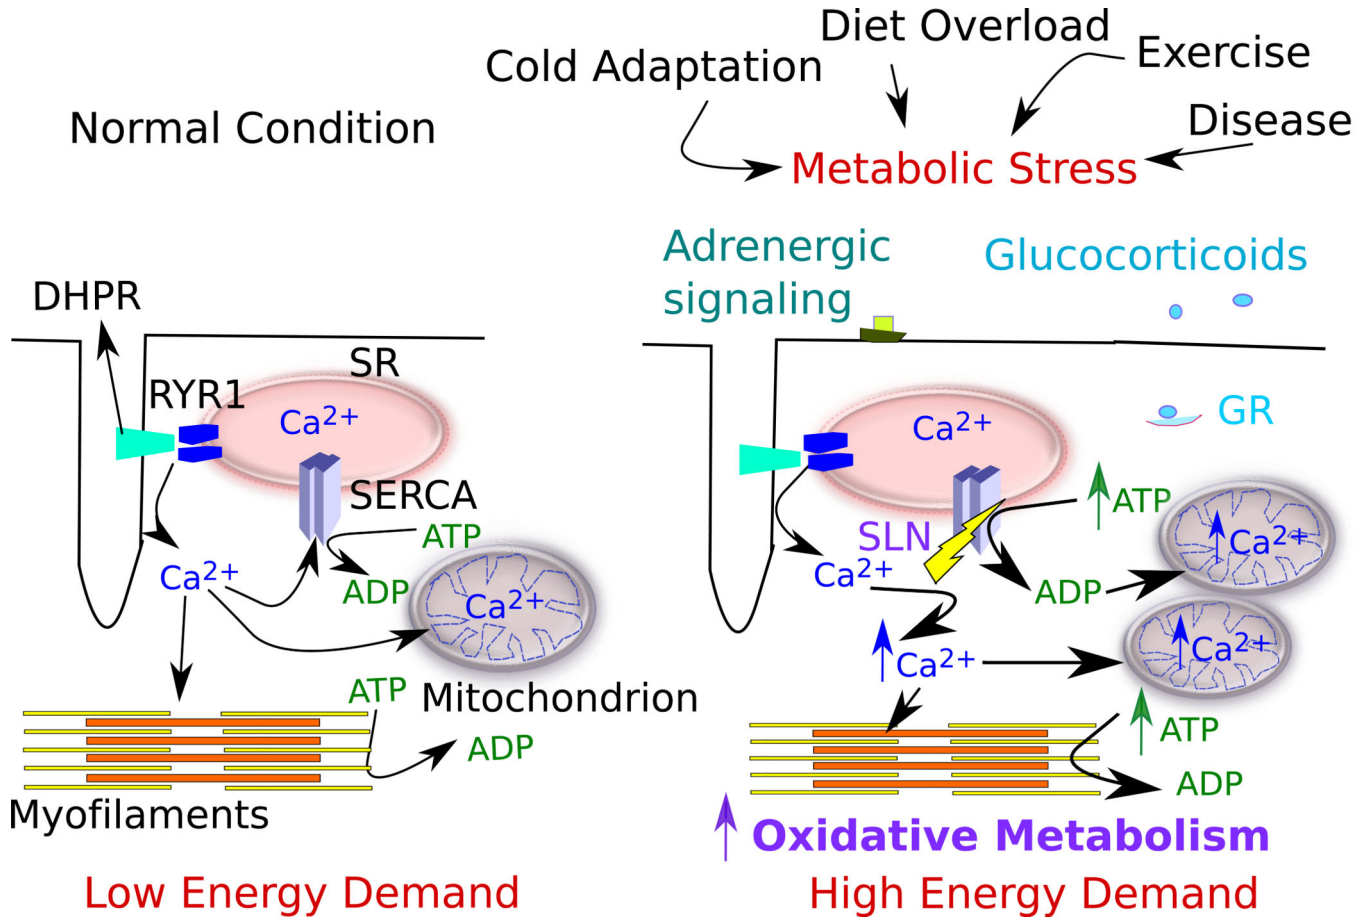 Normal Condition
Cold Adaptation
Diet Overload
Exercise
Disease
Metabolic Stress
DHPR
RYR1
SR
Ca2+
SERCA
ATP
ADP
Ca2+
Ca2+
Mitochondrion
ATP
ADP
Myofilaments
Low Energy Demand
Adrenergic
signaling
Glucocorticoids
GR
Ca2+
SLN
ATP
Ca2+
Ca2+
ADP
Ca2+
Ca2+
ATP
ADP
Oxidative Metabolism
High Energy Demand